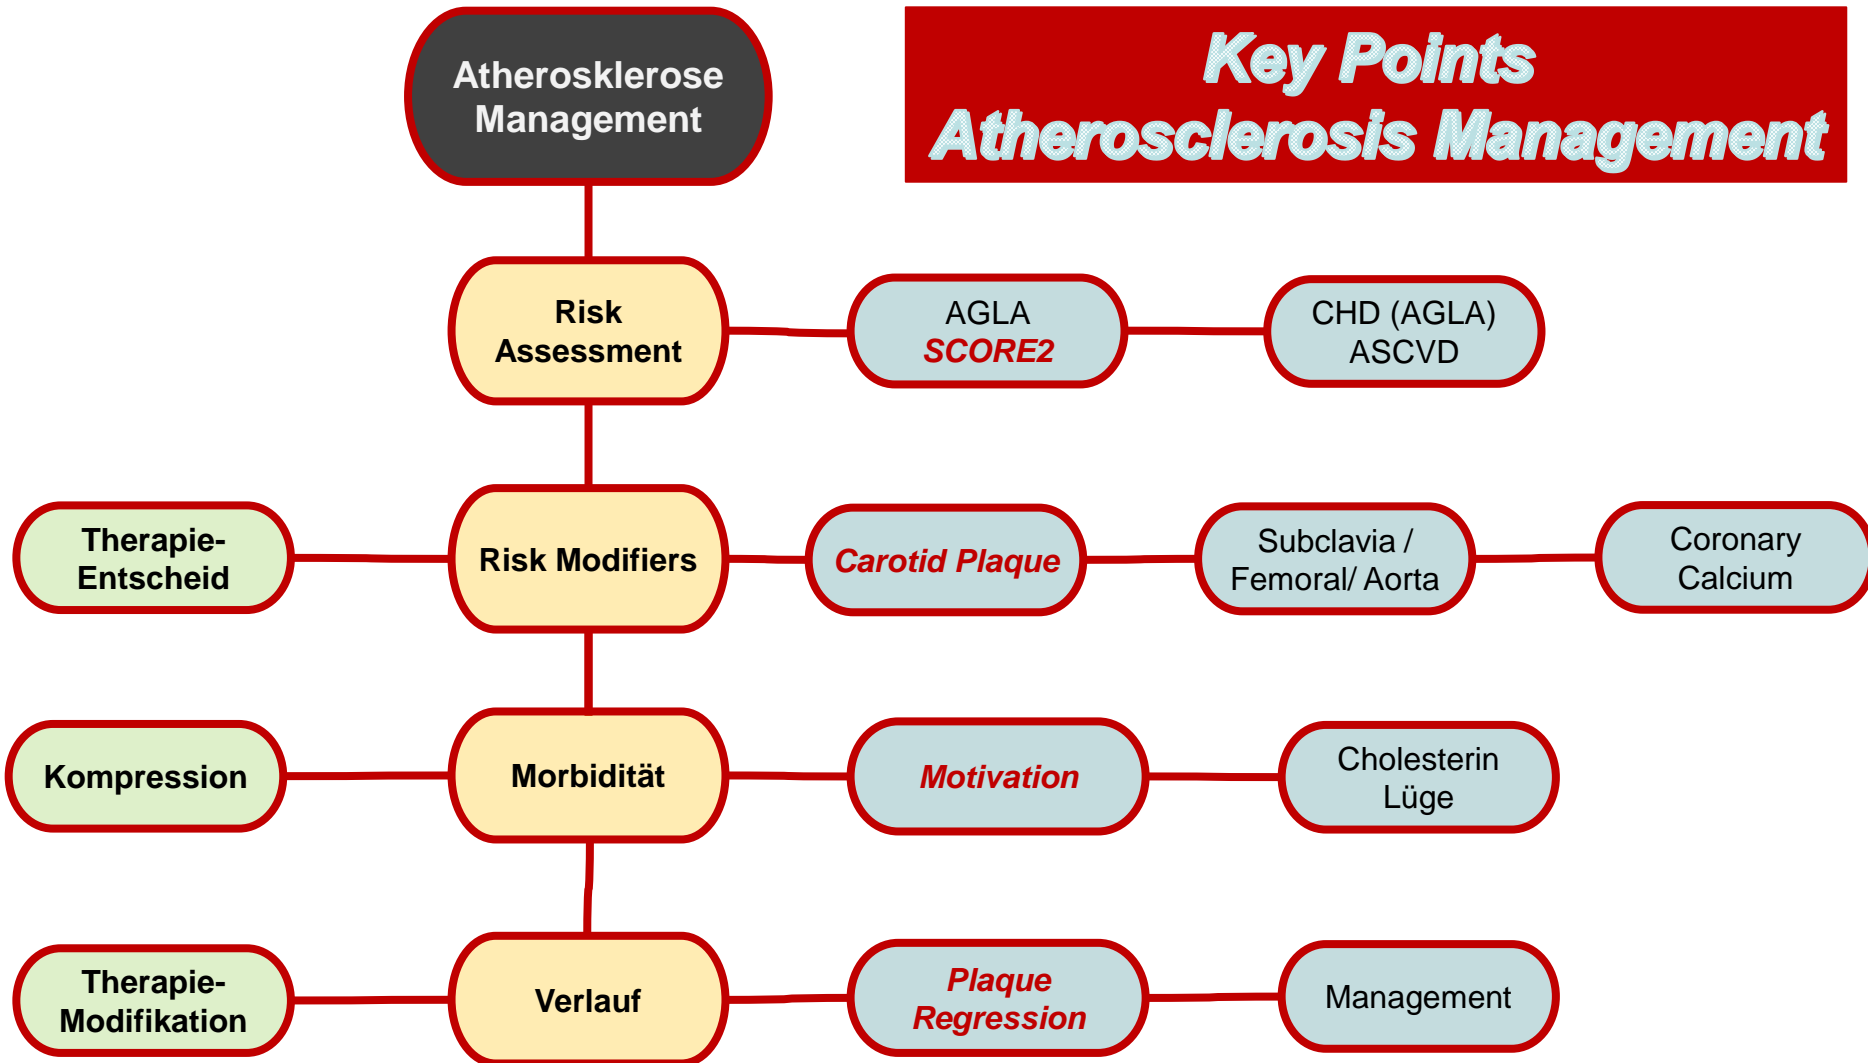 Atherosklerose
Management
Key Points
Atherosclerosis Management
Risk
Assessment
AGLA
SCORE2
CHD (AGLA)
ASCVD
Therapie-
Entscheid
Risk Modifiers
Carotid Plaque
Subclavia /
Femoral/ Aorta
Coronary
Calcium
Kompression
Morbidität
Motivation
Cholesterin
Lüge
Therapie-
Modifikation
Verlauf
Plaque
Regression
Management